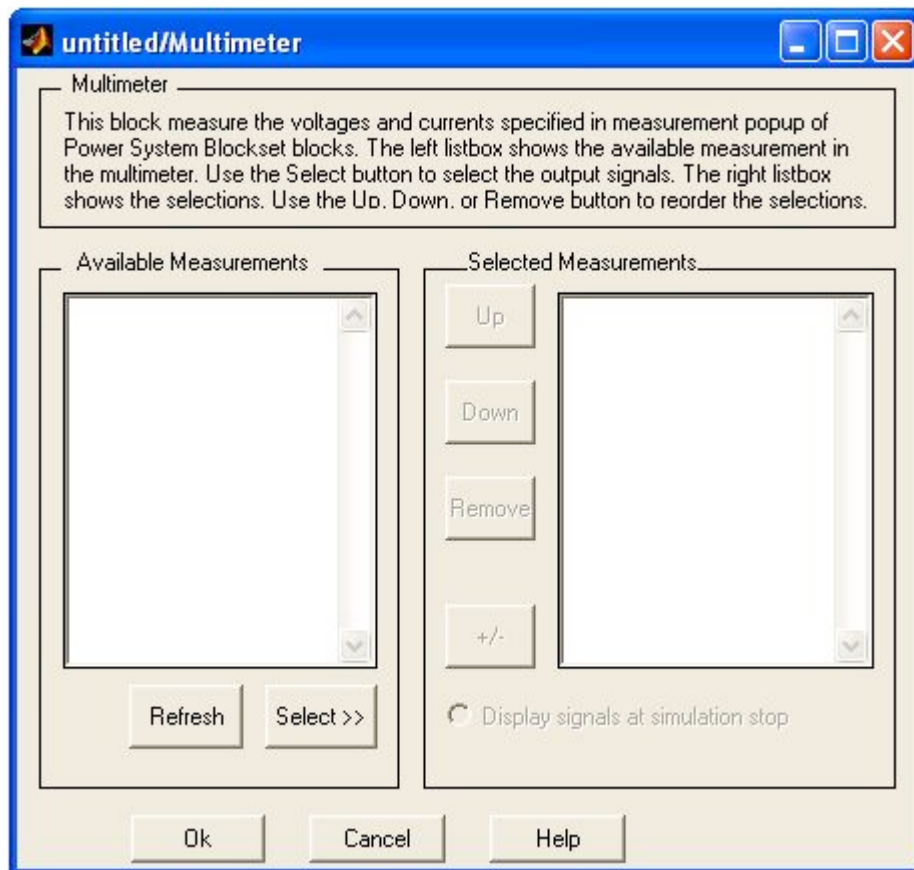 untitled/Multimeter
Multimeter
This block measure the voltages and currents specified in measurement popup of
Power System Blockset blocks. The left listbox shows the available measurement in
the multimeter. Use the Select button to select the output signals. The right listbox
shows the selections. Use the Up, Down, or Remove button to reorder the selections.
Available Measurements
Selected Measurements
Up
Down
Remove
+/-
Refresh
Select >>
Display signals at simulation stop
Ok
Cancel
Help